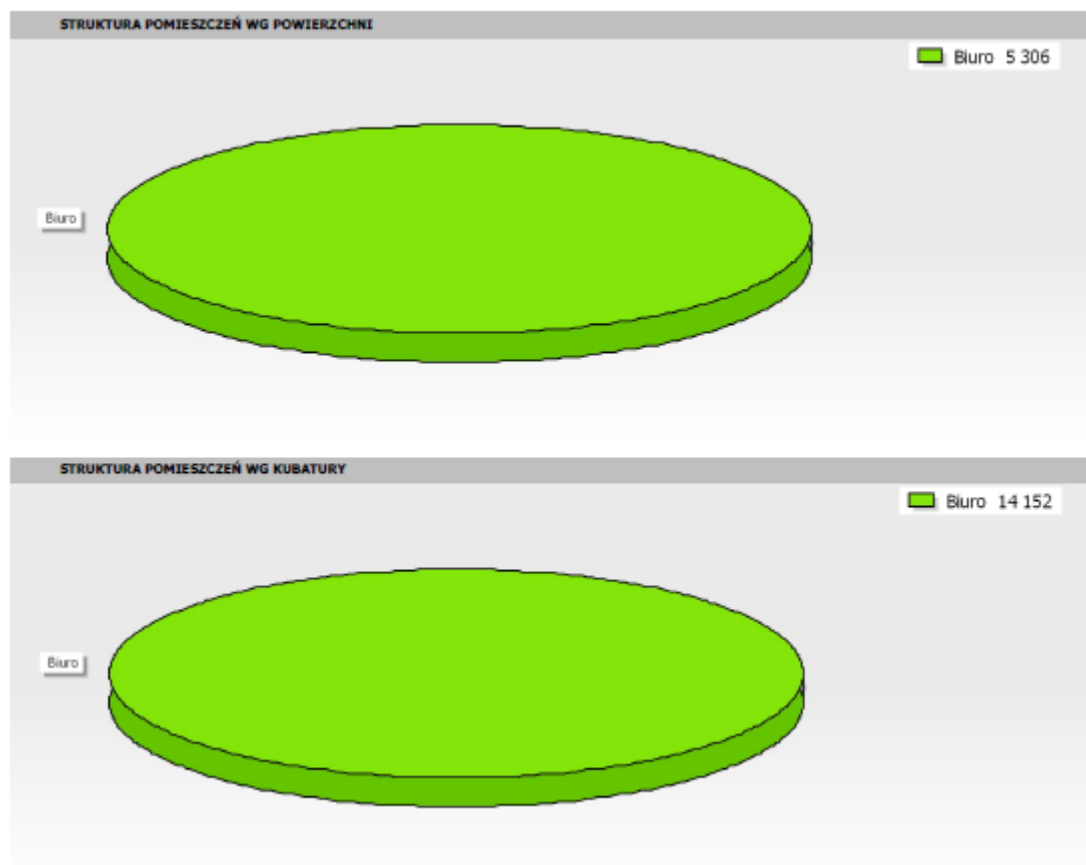 STRUKTURA POMIESZCZEŃ WG POWIERZCHNI
Biuro 5 306
Biuro
STRUKTURA POMIESZCZEŃ WG KUBATURY
Biuro 14 152
Biuro